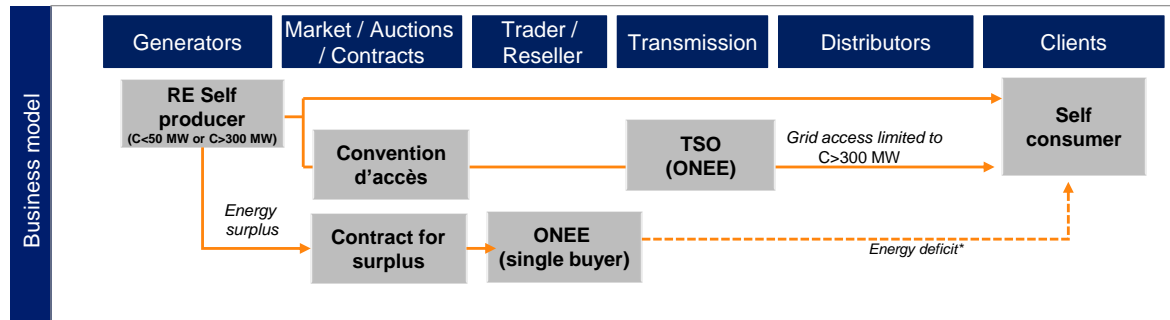 Business model
Generators
Market / Auctions
/ Contracts
Trader /
Reseller
Transmission
Distributors
Clients
RE Self
producer
(C<50 MW or C>300 MW)
Convention
d'accès
TSO
(ONEE)
Grid access limited to
C>300 MW
Self
consumer
Energy
surplus
Contract for
surplus
ONEE
(single buyer)
Energy deficit*